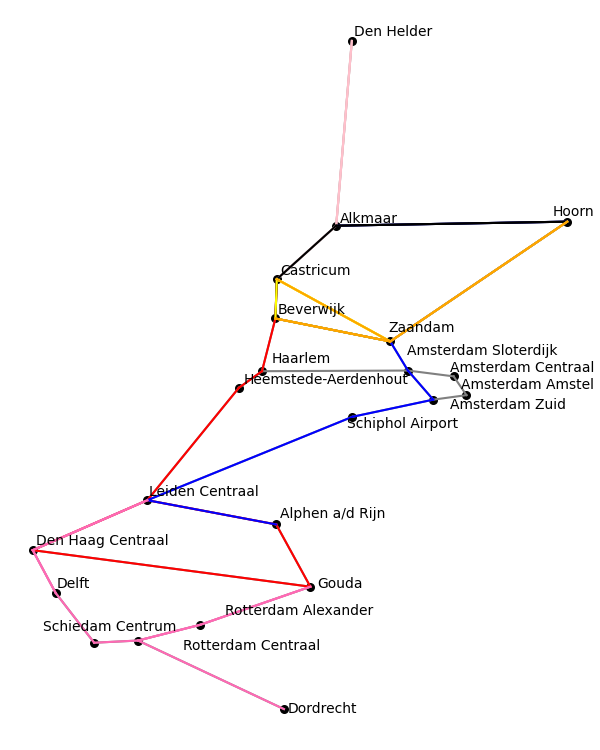 Den Helder
Hoorn
Alkmaar
Castricum
Beverwijk
Zaandam
Amsterdam Sloterdijk
Haarlem
Amsterdam Centraal
Heemstede-Aerdenhout
Amsterdam Amstel
Amsterdam Zuid
Schiphol Airport
Leiden Centraal
Alphen a/d Rijn
Den Haag Centraal
Delft
Gouda
Rotterdam Alexander
Schiedam Centrum
Rotterdam Centraal
Dordrecht